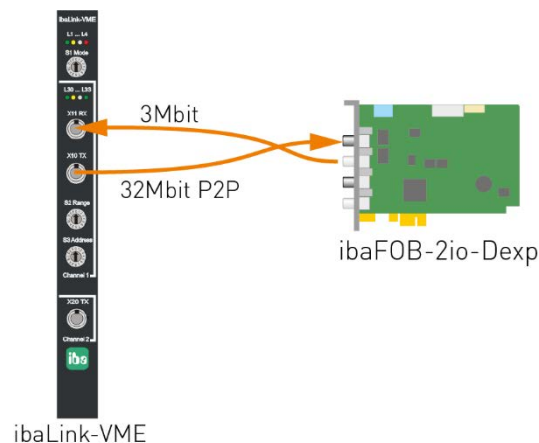 ibaLink-VME
L1 ... L4
S1 Mode
L30 ... L33
X11 RX
3Mbit
X10 TX
32Mbit P2P
S2 Range
S3 Address
Channel 1
ibaFOB-2io-Dexp
X20 TX
Channel 2
iba
ibaLink-VME